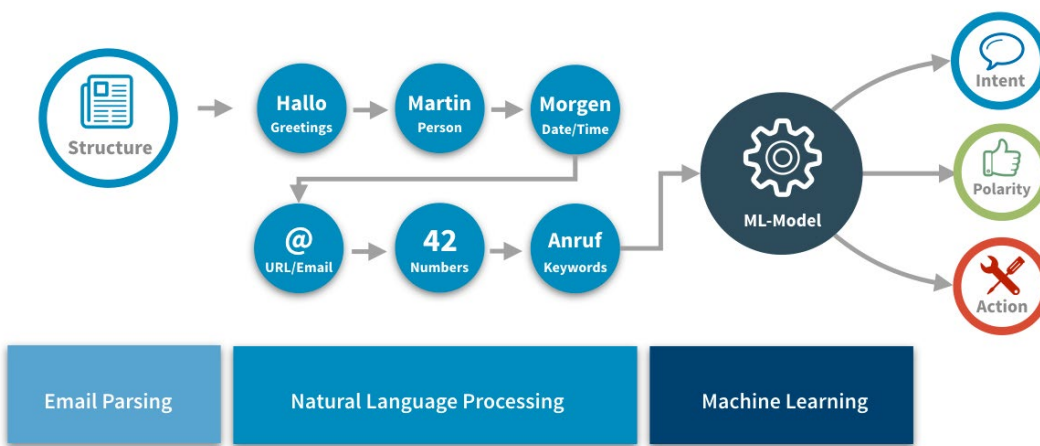 Structure
Hallo
Greetings
Martin
Person
Morgen
Date/Time
@
URL/Email
42
Numbers
Anruf
Keywords
ML-Model
Intent
Polarity
Action
Email Parsing
Natural Language Processing
Machine Learning